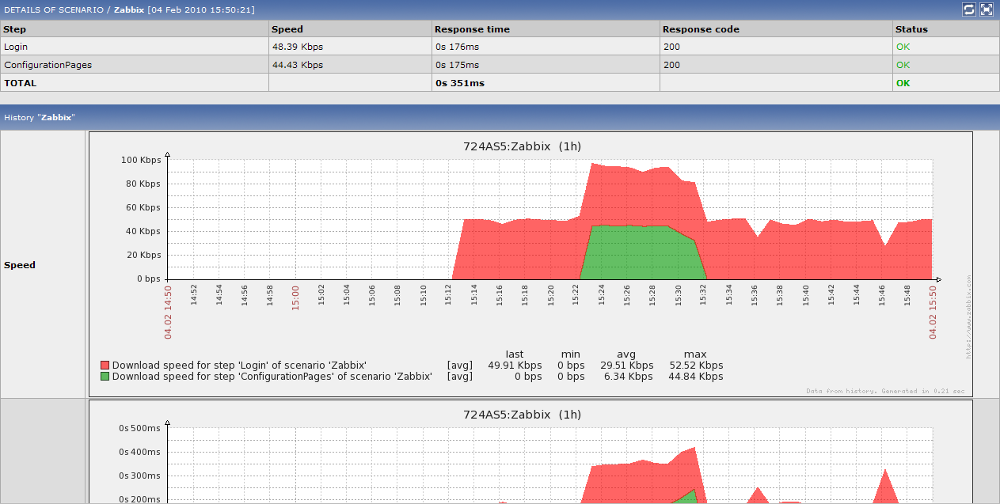 DETAILS OF SCENARIO / Zabbix [04 Feb 2010 15:50:21]
Step Speed Response time Response code Status
Login 48.39 Kbps 0s 176ms 200 OK
ConfigurationPages 44.43 Kbps 0s 175ms 200 OK
TOTAL 0s 351ms OK
History "Zabbix"
Speed
724AS5:Zabbix (1h)
100 Kbps
80 Kbps
60 Kbps
40 Kbps
20 Kbps
0 bps
04.02 14:50 14:52 14:54 14:56 14:58 15:00 15:02 15:04 15:06 15:08 15:10 15:12 15:14 15:16 15:18 15:20 15:22 15:24 15:26 15:28 15:30 15:32 15:34 15:36 15:38 15:40 15:42 15:44 15:46 15:48 04.02 15:50
http://www.zabbix.com
last min avg max
Download speed for step 'Login' of scenario 'Zabbix' [avg] 49.91 Kbps 0 bps 29.51 Kbps 52.52 Kbps
Download speed for step 'ConfigurationPages' of scenario 'Zabbix' [avg] 0 bps 0 bps 6.34 Kbps 44.84 Kbps
Data from history. Generated in 0.21 sec
724AS5:Zabbix (1h)
0s 500ms
0s 400ms
0s 300ms
0s 200ms